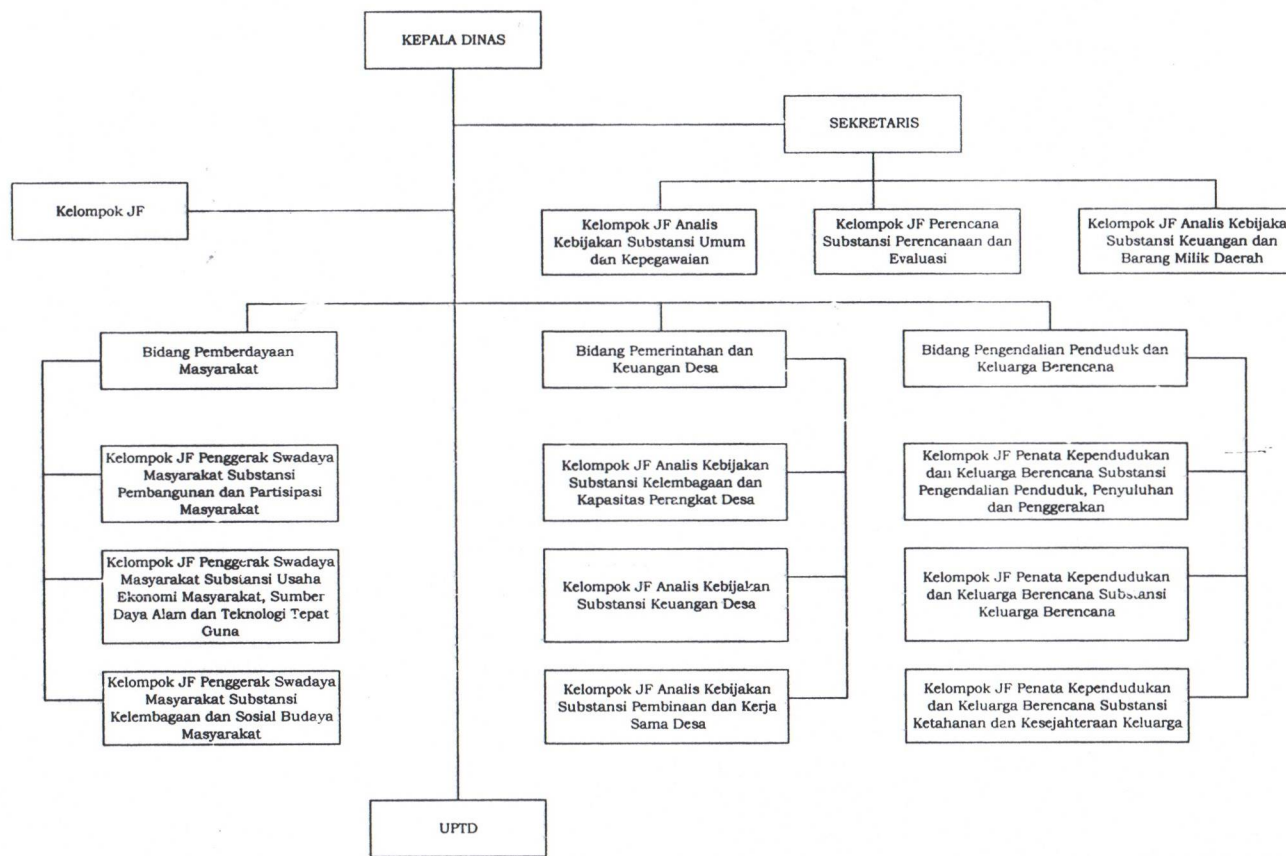 KEPALA DINAS
SEKRETARIS
Kelompok JF
Kelompok JF Analis
Kebijakan Substansi Umum
dan Kepegawaian
Kelompok JF Perencana
Substansi Perencanaan dan
Evaluasi
Kelompok JF Analis Kebijakan
Substansi Keuangan dan
Barang Milik Daerah
Bidang Pemberdayaan
Masyarakat
Bidang Pemerintahan dan
Keuangan Desa
Bidang Pengendalian Penduduk dan
Keluarga Berencana
Kelompok JF Penggerak Swadaya
Masyarakat Substansi
Pembangunan dan Partisipasi
Masyarakat
Kelompok JF Analis Kebijakan
Substansi Kelembagaan dan
Kapasitas Perangkat Desa
Kelompok JF Penata Kependudukan
dan Keluarga Berencana Substansi
Pengendalian Penduduk, Penyuluhan
dan Penggerakan
Kelompok JF Penggerak Swadaya
Masyarakat Substansi Usaha
Ekonomi Masyarakat, Sumber
Daya Alam dan Teknologi Tepat
Guna
Kelompok JF Analis Kebijakan
Substansi Keuangan Desa
Kelompok JF Penata Kependudukan
dan Keluarga Berencana Substansi
Keluarga Berencana
Kelompok JF Penggerak Swadaya
Masyarakat Substansi
Kelembagaan dan Sosial Budaya
Masyarakat
Kelompok JF Analis Kebijakan
Substansi Pembinaan dan Kerja
Sama Desa
Kelompok JF Penata Kependudukan
dan Keluarga Berencana Substansi
Ketahanan dan Kesejahteraan Keluarga
UPTD